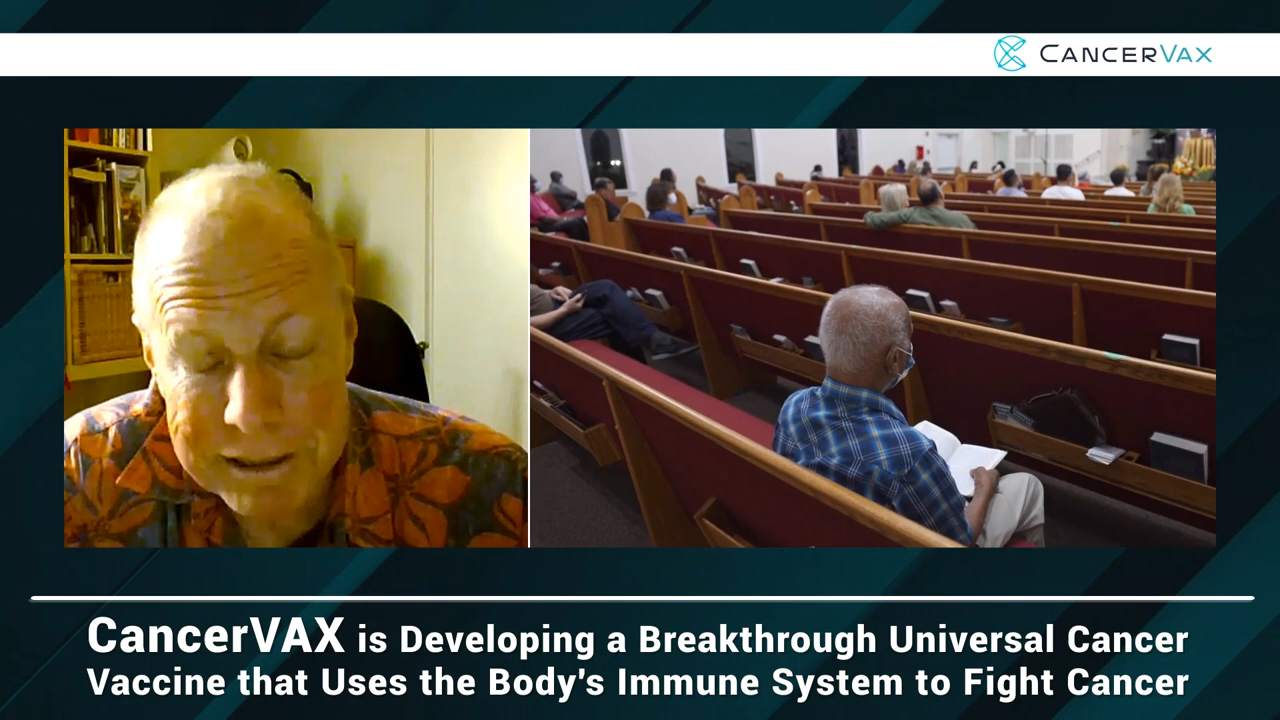 CANCERVAX
CancerVAX is Developing a Breakthrough Universal Cancer
Vaccine that Uses the Body's Immune System to Fight Cancer